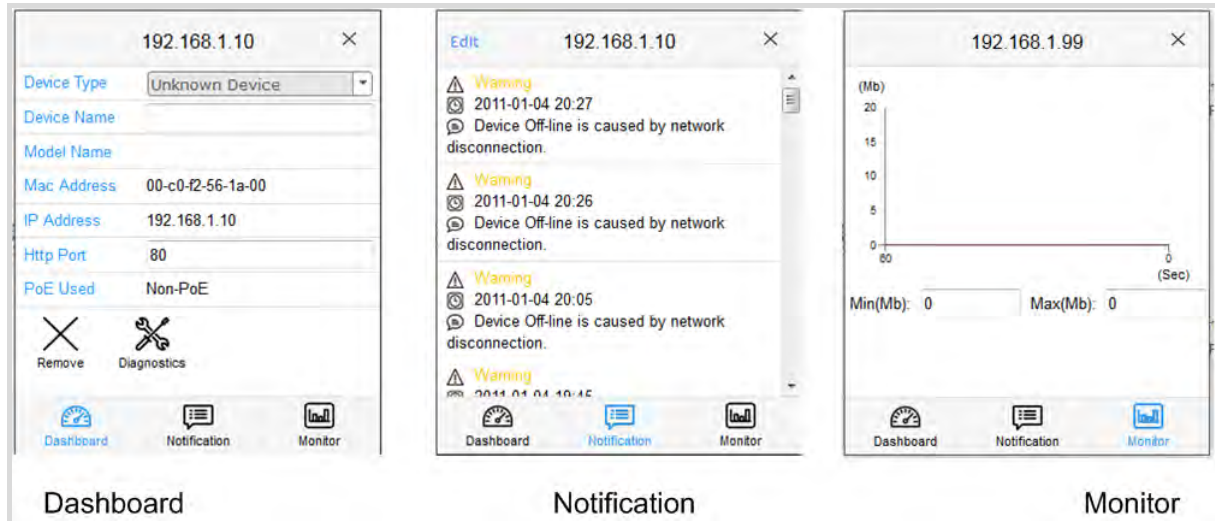 192.168.1.10 ×
Device Type Unknown Device
Device Name
Model Name
Mac Address 00-c0-f2-56-1a-00
IP Address 192.168.1.10
Http Port 80
PoE Used Non-PoE
Remove Diagnostics
Dashboard Notification Monitor
Dashboard
Edit 192.168.1.10 ×
Warning
2011-01-04 20:27
Device Off-line is caused by network
disconnection.
Warning
2011-01-04 20:26
Device Off-line is caused by network
disconnection.
Warning
2011-01-04 20:05
Device Off-line is caused by network
disconnection.
Warning
2011-01-04 19:45
Dashboard Notification Monitor
Notification
192.168.1.99 ×
(Mb)
20
15
10
5
0
60 0
(Sec)
Min(Mb): 0 Max(Mb): 0
Dashboard Notification Monitor
Monitor